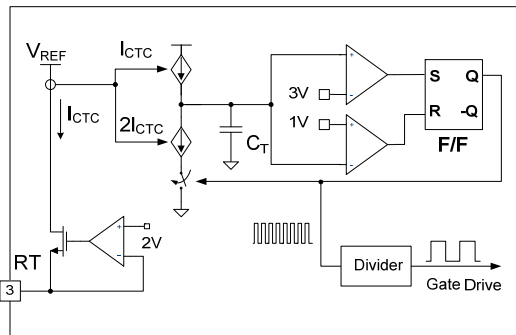 VREF
ICTC
ICTC
2ICTC
CT
3V
1V
S Q
R -Q
F/F
RT
2V
3
Divider
Gate Drive